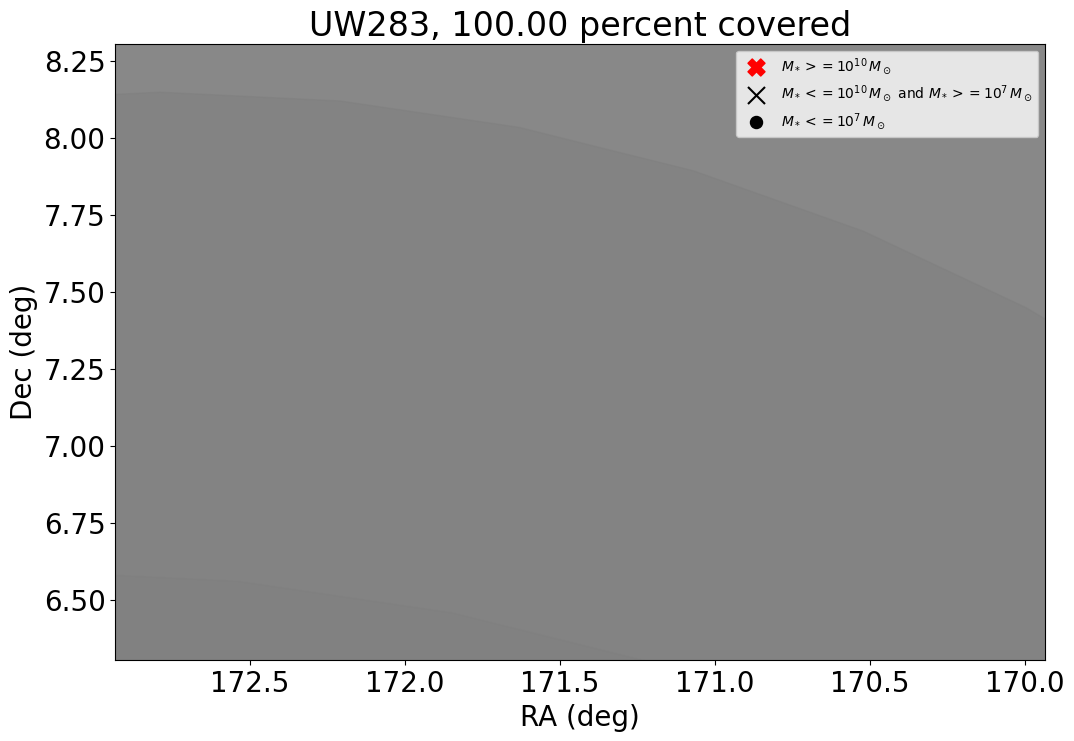 UW283, 100.00 percent covered
M* >= 10^10 M⊙
M* <= 10^10 M⊙ and M* >= 10^7 M⊙
M* <= 10^7 M⊙
8.25
8.00
7.75
7.50
7.25
7.00
6.75
6.50
Dec (deg)
172.5 172.0 171.5 171.0 170.5 170.0
RA (deg)